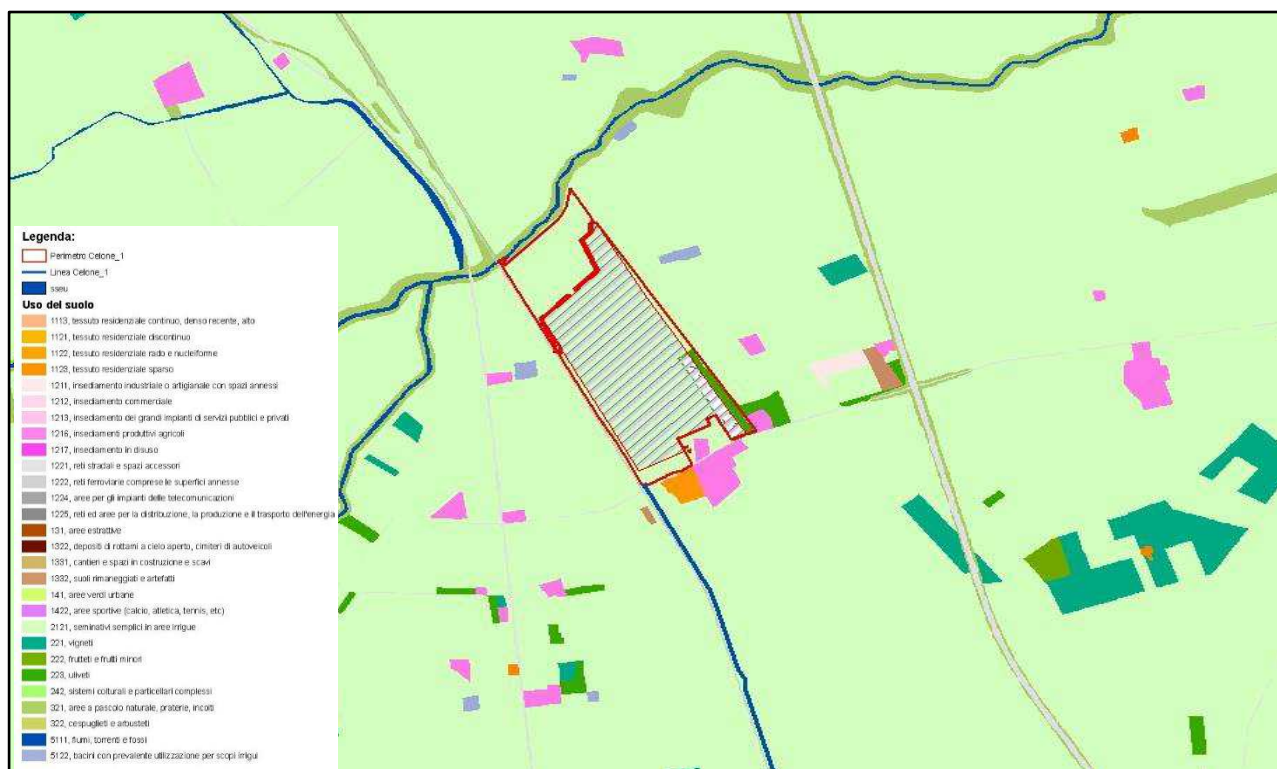 Legenda:
Perimetro Celone_1
Linea Celone_1
sseu
Uso del suolo
1113, tessuto residenziale continuo, denso recente, alto
1121, tessuto residenziale discontinuo
1122, tessuto residenziale rado e nucleiforme
1123, tessuto residenziale sparso
1211, insediamento industriale o artigianale con spazi annessi
1212, insediamento commerciale
1213, insediamento dei grandi impianti di servizi pubblici e privati
1216, insediamenti produttivi agricoli
1217, insediamento in disuso
1221, reti stradali e spazi accessori
1222, reti ferroviarie comprese le superfici annesse
1224, aree per gli impianti delle telecomunicazioni
1225, reti ed aree per la distribuzione, la produzione e il trasporto dell'energia
131, aree estrattive
1322, depositi di rottami a cielo aperto, cimiteri di autoveicoli
1331, cantieri e spazi in costruzione e scavi
1332, suoli rimaneggiati e artefatti
141, aree verdi urbane
1422, aree sportive (calcio, atletica, tennis, etc)
2121, seminativi semplici in aree irrigue
221, vigneti
222, frutteti e frutti minori
223, uliveti
242, sistemi colturali e particellari complessi
321, aree a pascolo naturale, praterie, incolti
322, cespuglieti e arbusteti
5111, fiumi, torrenti e fossi
5122, bacini con prevalente utilizzazione per scopi irrigui